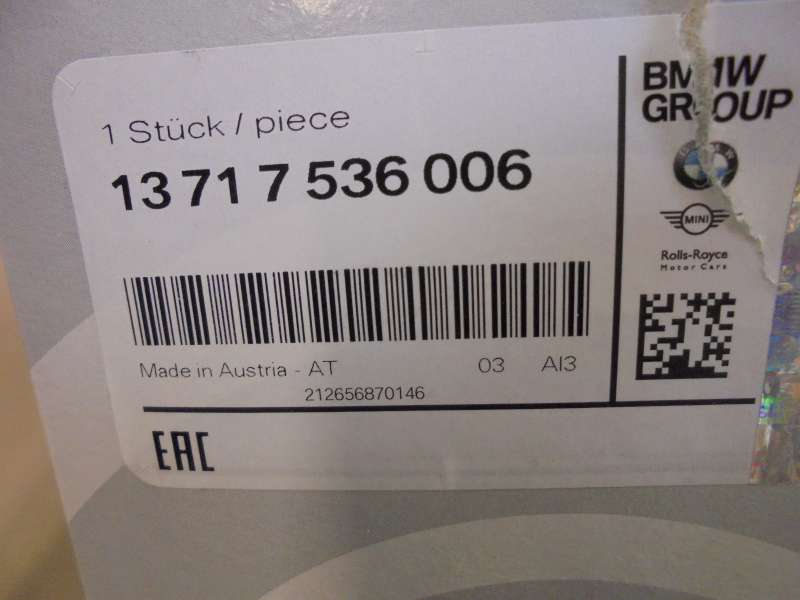 1 Stück / piece
13 71 7 536 006
Made in Austria - AT 03 AI3
212656870146
EAC
BMW
GROUP
MINI
Rolls-Royce
Motor Cars